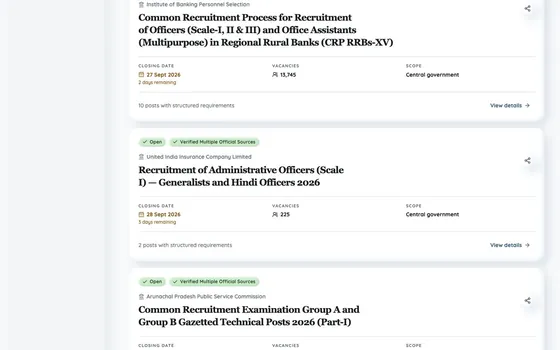 Institute of Banking Personnel Selection
Common Recruitment Process for Recruitment
of Officers (Scale-I, II & III) and Office Assistants
(Multipurpose) in Regional Rural Banks (CRP RRBs-XV)
CLOSING DATE VACANCIES SCOPE
27 Sept 2026 13,745 Central government
2 days remaining
10 posts with structured requirements View details →
Open Verified Multiple Official Sources
United India Insurance Company Limited
Recruitment of Administrative Officers (Scale
I) — Generalists and Hindi Officers 2026
CLOSING DATE VACANCIES SCOPE
28 Sept 2026 225 Central government
3 days remaining
2 posts with structured requirements View details →
Open Verified Multiple Official Sources
Arunachal Pradesh Public Service Commission
Common Recruitment Examination Group A and
Group B Gazetted Technical Posts 2026 (Part-I)
CLOSING DATE VACANCIES SCOPE